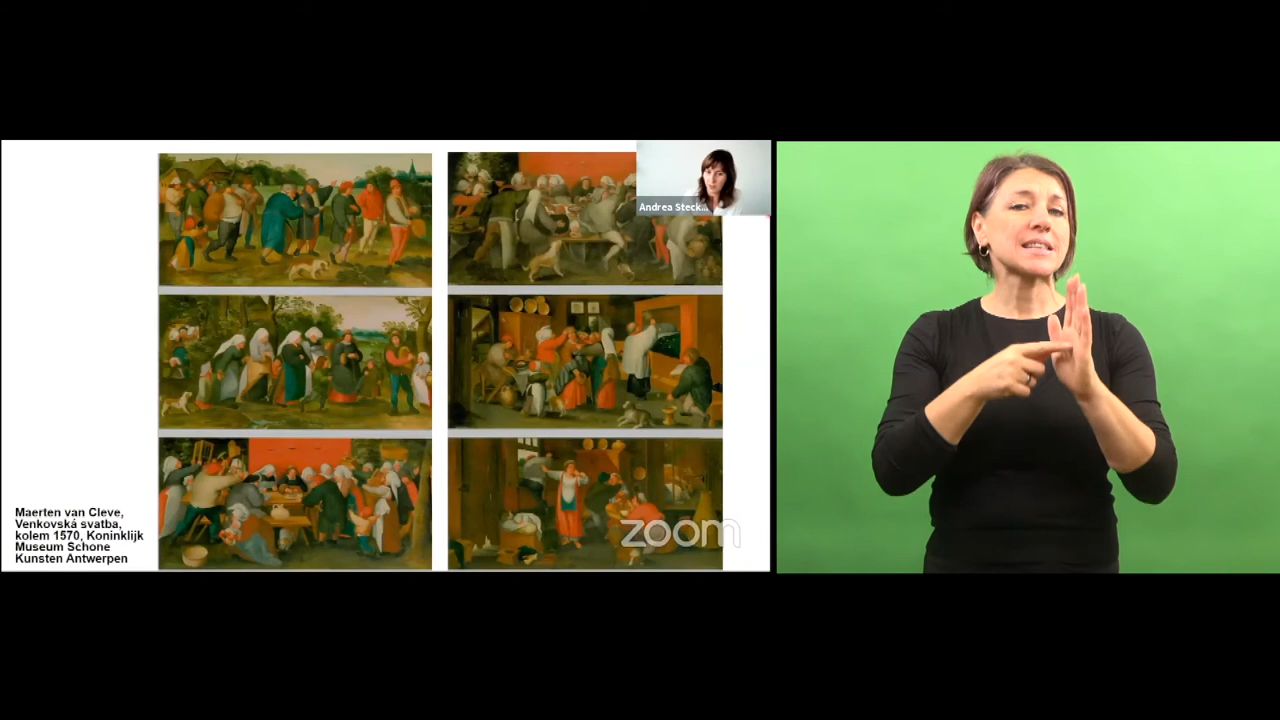 Andrea Steck...
Maerten van Cleve,
Venkovská svatba,
kolem 1570, Koninklijk
Museum Schone
Kunsten Antwerpen
zoom